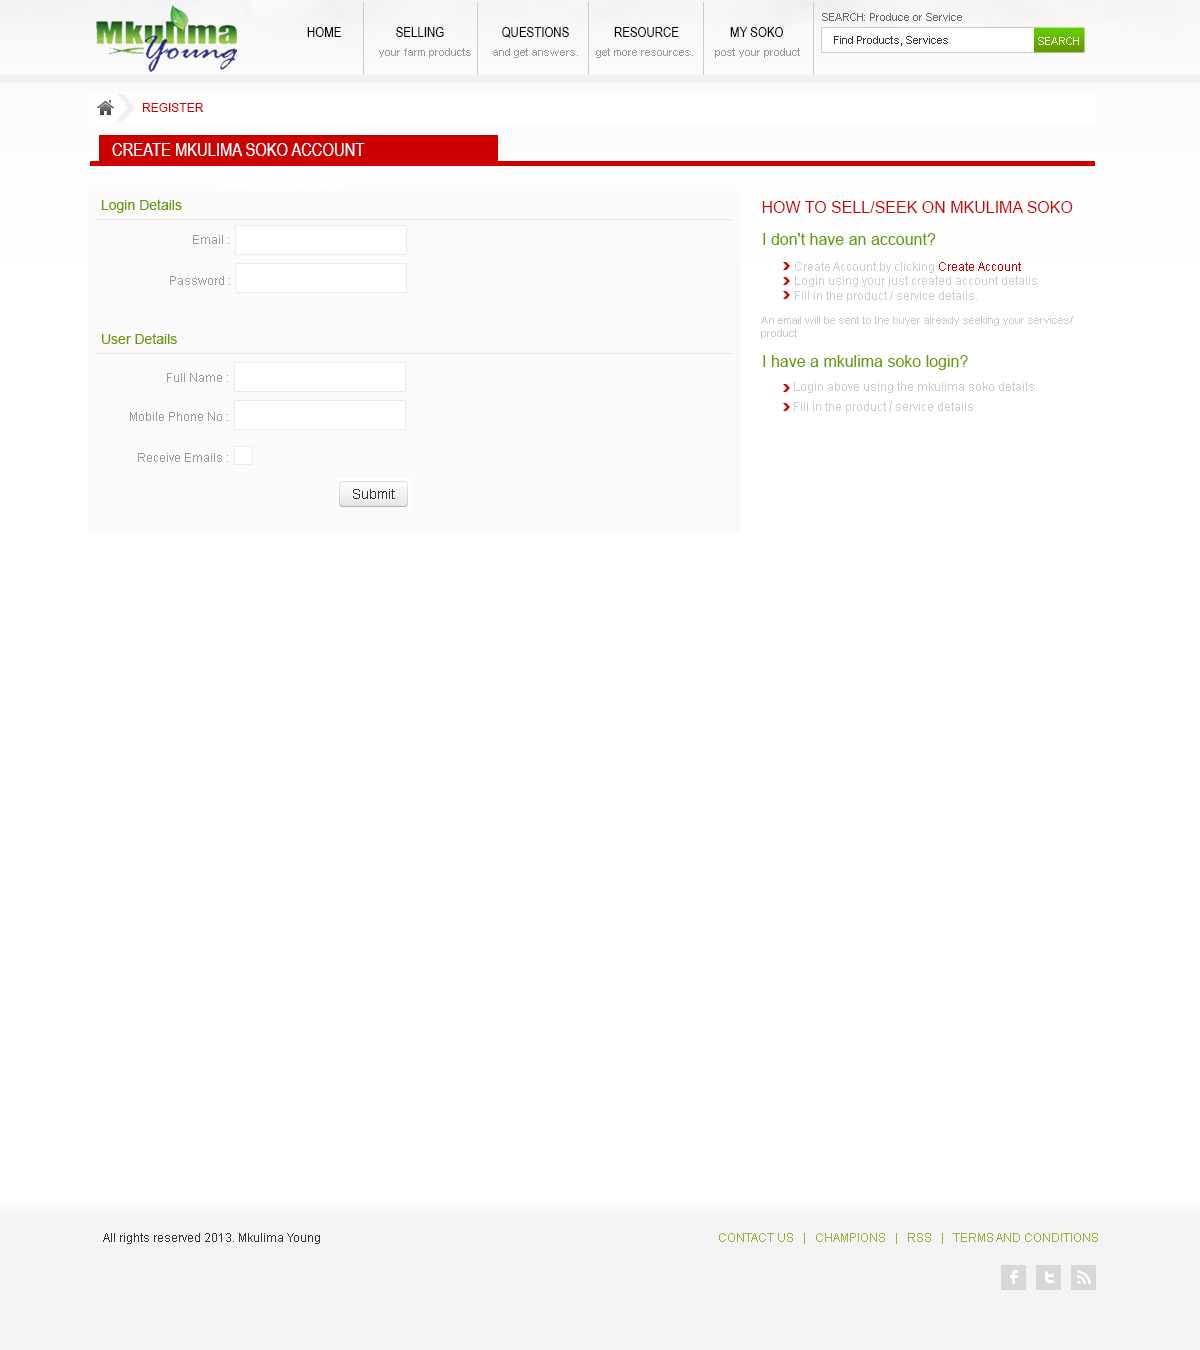 Mkulima
Young
HOME
SELLING
your farm products
QUESTIONS
and get answers.
RESOURCE
get more resources.
MY SOKO
post your product
SEARCH: Produce or Service
Find Products, Services
SEARCH
REGISTER
CREATE MKULIMA SOKO ACCOUNT
Login Details
Email :
Password :
User Details
Full Name :
Mobile Phone No :
Receive Emails :
Submit
HOW TO SELL/SEEK ON MKULIMA SOKO
I don't have an account?
Create Account by clicking Create Account
Login using your just created account details
Fill in the product / service details.
An email will be sent to the buyer already seeking your services/
product
I have a mkulima soko login?
Login above using the mkulima soko details.
Fill in the product / service details.
All rights reserved 2013. Mkulima Young
CONTACT US | CHAMPIONS | RSS | TERMS AND CONDITIONS